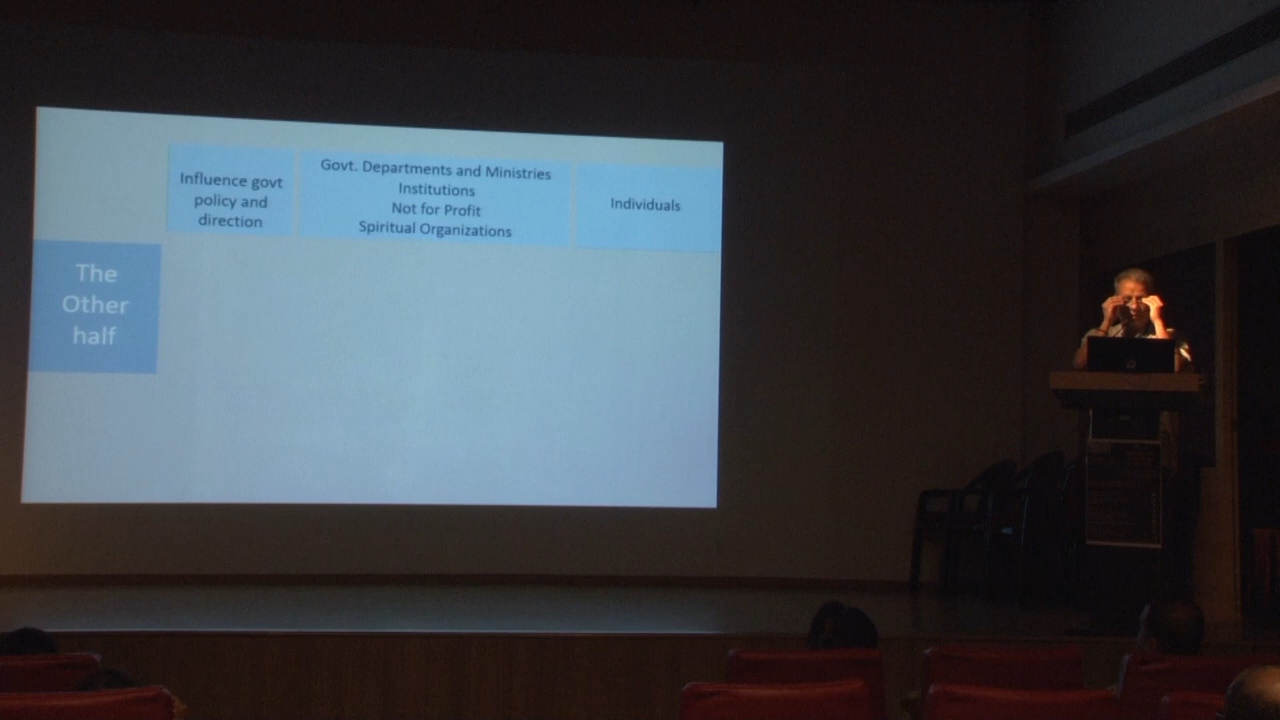 Influence govt
policy and
direction
Govt. Departments and Ministries
Institutions
Not for Profit
Spiritual Organizations
Individuals
The
Other
half